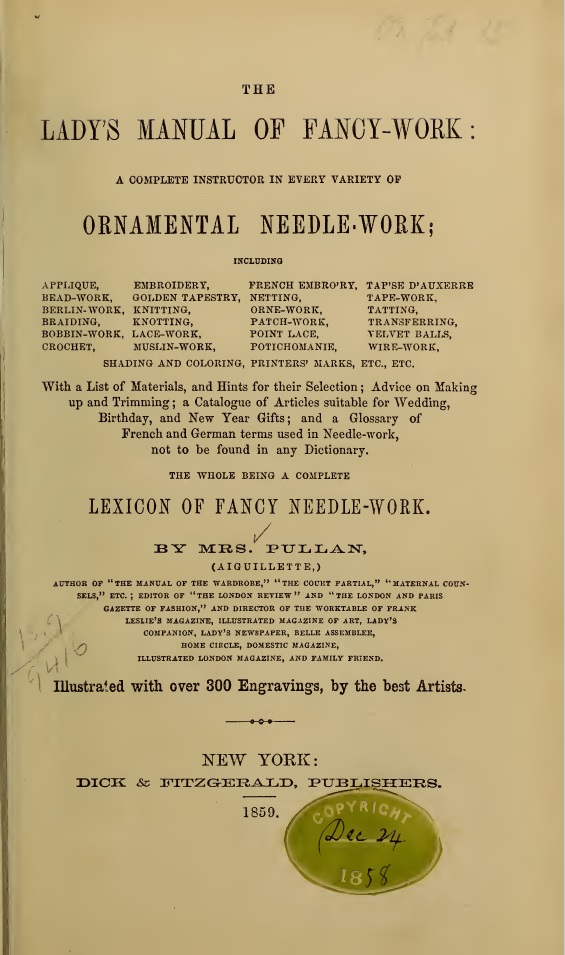 THE
LADY'S MANUAL OF FANCY-WORK:
A COMPLETE INSTRUCTOR IN EVERY VARIETY OF
ORNAMENTAL NEEDLE-WORK;
INCLUDING
APPLIQUE, EMBROIDERY, FRENCH EMBRO'RY, TAP'SE D'AUXERRE
BEAD-WORK, GOLDEN TAPESTRY, NETTING, TAPE-WORK,
BERLIN-WORK, KNITTING, ORNE-WORK, TATTING,
BRAIDING, KNOTTING, PATCH-WORK, TRANSFERRING,
BOBBIN-WORK, LACE-WORK, POINT LACE, VELVET BALLS,
CROCHET, MUSLIN-WORK, POTICHOMANIE, WIRE-WORK,
SHADING AND COLORING, PRINTERS' MARKS, ETC., ETC.
With a List of Materials, and Hints for their Selection; Advice on Making
up and Trimming; a Catalogue of Articles suitable for Wedding,
Birthday, and New Year Gifts; and a Glossary of
French and German terms used in Needle-work,
not to be found in any Dictionary.
THE WHOLE BEING A COMPLETE
LEXICON OF FANCY NEEDLE-WORK.
BY MRS. PULLAN,
(AIGUILLETTE,)
AUTHOR OF "THE MANUAL OF THE WARDROBE," "THE COURT PARTIAL," "MATERNAL COUN-
SELS," ETC.; EDITOR OF "THE LONDON REVIEW" AND "THE LONDON AND PARIS
GAZETTE OF FASHION," AND DIRECTOR OF THE WORKTABLE OF FRANK
LESLIE'S MAGAZINE, ILLUSTRATED MAGAZINE OF ART, LADY'S
COMPANION, LADY'S NEWSPAPER, BELLE ASSEMBLEE,
HOME CIRCLE, DOMESTIC MAGAZINE,
ILLUSTRATED LONDON MAGAZINE, AND FAMILY FRIEND.
Illustrated with over 300 Engravings, by the best Artists.
NEW YORK:
DICK & FITZGERALD, PUBLISHERS.
1859.
COPYRIGHT
Dec 24
1858